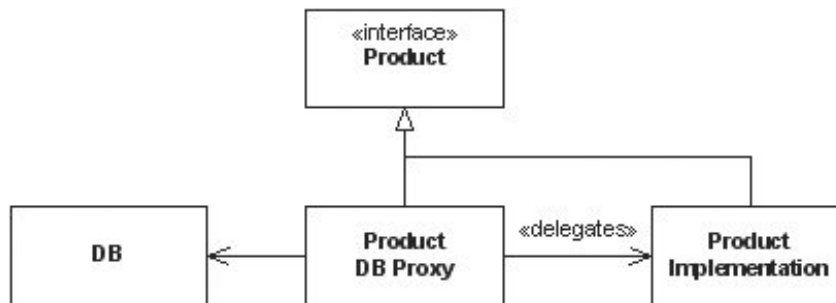 «interface»
Product
DB
Product
DB Proxy
«delegates»
Product
Implementation